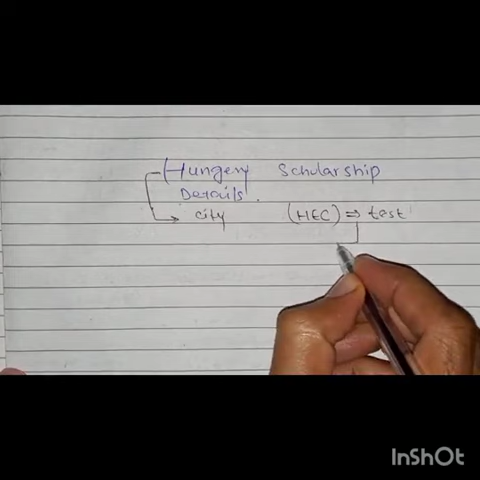 Hungery Scholarship
Details.
city (HEC) ⇒ test
InShOt